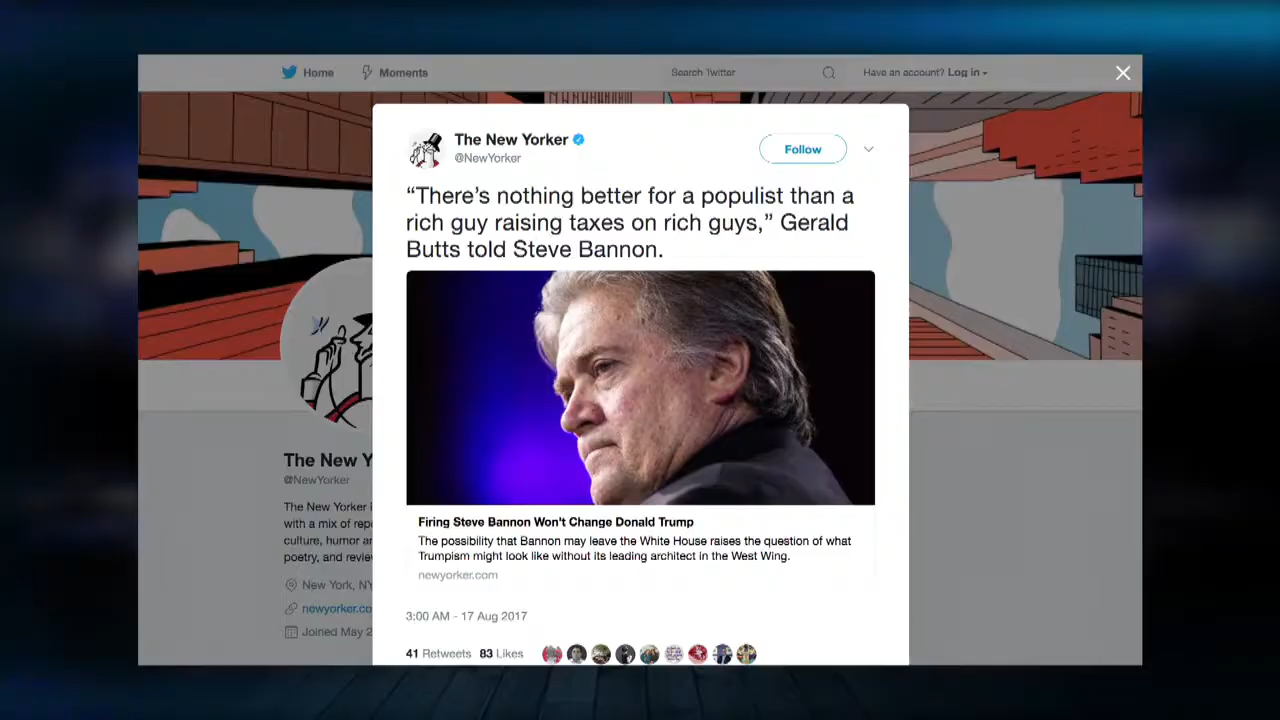 Home
Moments
Search Twitter
Have an account? Log in
The New Yorker
@NewYorker
Follow
“There’s nothing better for a populist than a
rich guy raising taxes on rich guys,” Gerald
Butts told Steve Bannon.
Firing Steve Bannon Won't Change Donald Trump
The possibility that Bannon may leave the White House raises the question of what
Trumpism might look like without its leading architect in the West Wing.
newyorker.com
3:00 AM - 17 Aug 2017
41 Retweets 83 Likes
The New Y
@NewYorker
The New Yorker
with a mix of repo
culture, humor ar
poetry, and revie
New York, NY
newyorker.co
Joined May 2